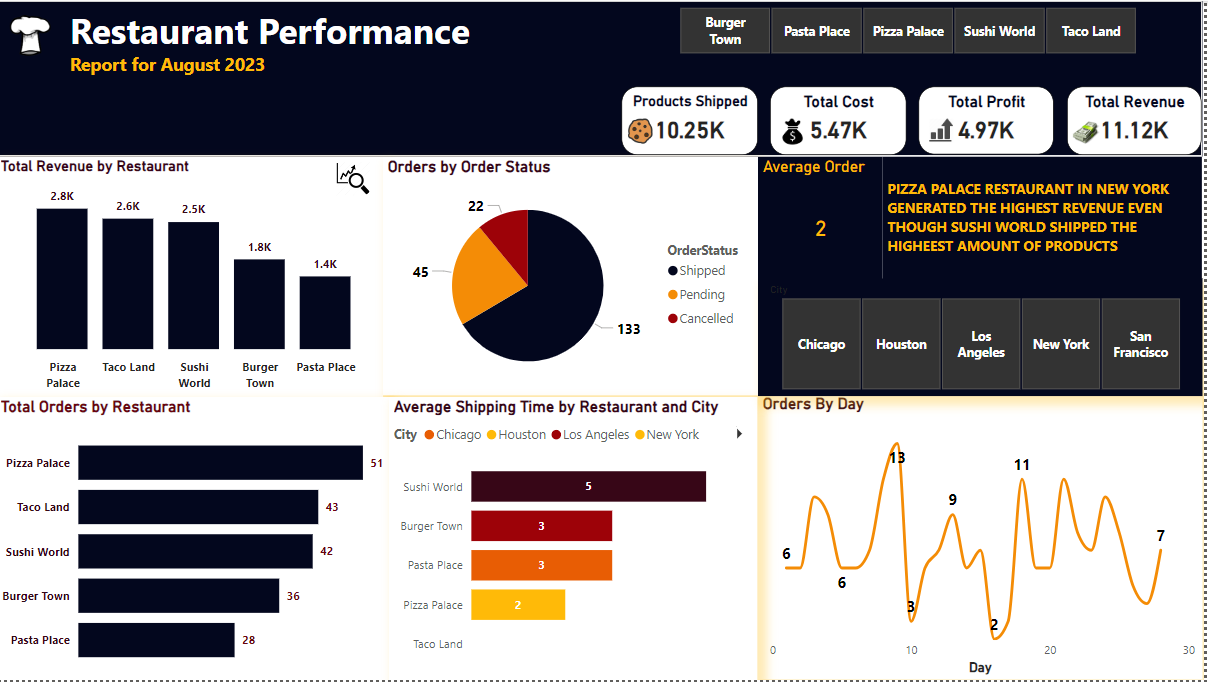 Restaurant Performance
Report for August 2023
Burger
Town
Pasta Place
Pizza Palace
Sushi World
Taco Land
Products Shipped
10.25K
Total Cost
5.47K
Total Profit
4.97K
Total Revenue
11.12K
Total Revenue by Restaurant
2.8K
2.6K
2.5K
1.8K
1.4K
Pizza
Palace
Taco Land
Sushi
World
Burger
Town
Pasta Place
Orders by Order Status
22
45
133
OrderStatus
Shipped
Pending
Cancelled
Average Order
2
PIZZA PALACE RESTAURANT IN NEW YORK
GENERATED THE HIGHEST REVENUE EVEN
THOUGH SUSHI WORLD SHIPPED THE
HIGHEEST AMOUNT OF PRODUCTS
City
Chicago
Houston
Los
Angeles
New York
San
Francisco
Total Orders by Restaurant
Pizza Palace 51
Taco Land 43
Sushi World 42
Burger Town 36
Pasta Place 28
Average Shipping Time by Restaurant and City
City Chicago Houston Los Angeles New York
Sushi World 5
Burger Town 3
Pasta Place 3
Pizza Palace 2
Taco Land
Orders By Day
13
11
9
7
6
6
3
2
0 10 20 30
Day